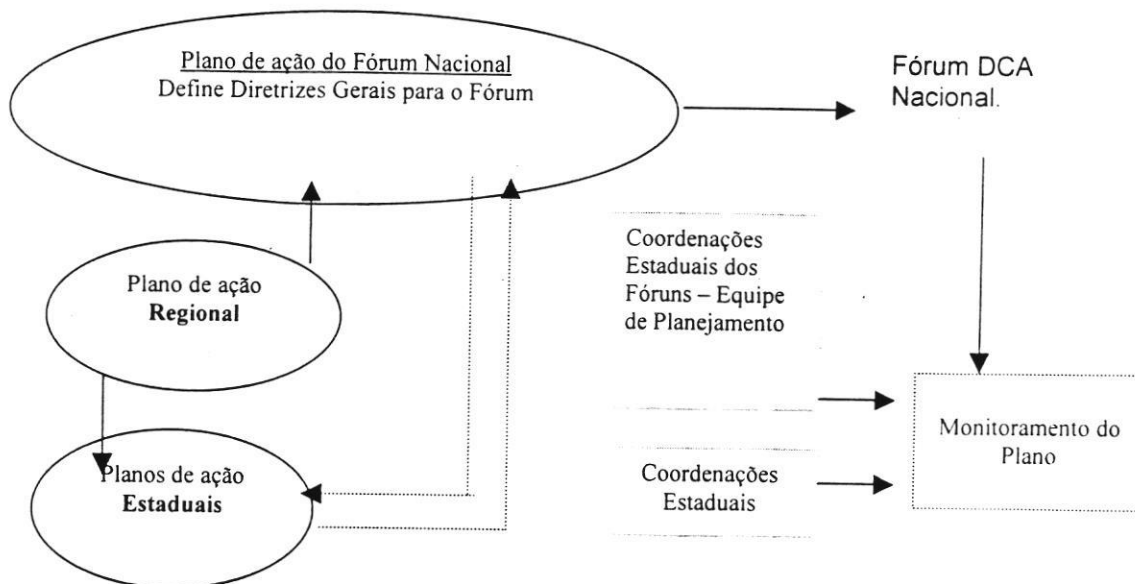 Plano de ação do Fórum Nacional
Define Diretrizes Gerais para o Fórum
Fórum DCA
Nacional.
Coordenações
Estaduais dos
Fóruns – Equipe
de Planejamento
Plano de ação
Regional
Monitoramento do
Plano
Planos de ação
Estaduais
Coordenações
Estaduais